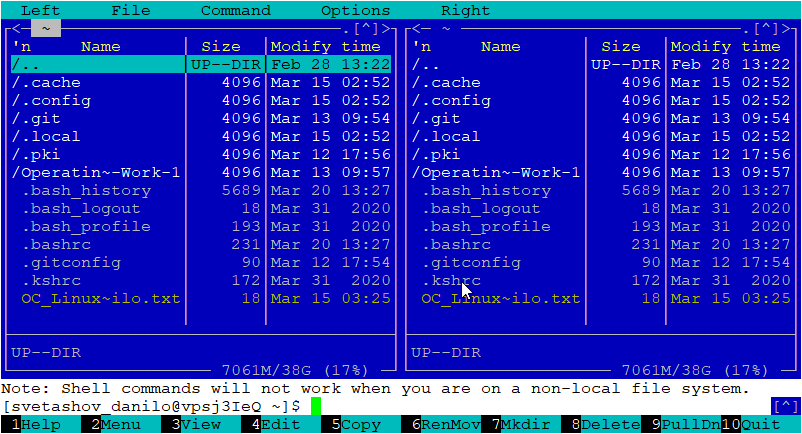 Left File Command Options Right
┌<─ ~ ─.[^]>┐┌<─ ~ ─.[^]>┐
'n Name │ Size │Modify time 'n Name │ Size │Modify time
/.. │UP--DIR│Feb 28 13:22 /.. │UP--DIR│Feb 28 13:22
/.cache │ 4096│Mar 15 02:52 /.cache │ 4096│Mar 15 02:52
/.config │ 4096│Mar 15 02:52 /.config │ 4096│Mar 15 02:52
/.git │ 4096│Mar 13 09:54 /.git │ 4096│Mar 13 09:54
/.local │ 4096│Mar 15 02:52 /.local │ 4096│Mar 15 02:52
/.pki │ 4096│Mar 12 17:56 /.pki │ 4096│Mar 12 17:56
/Operatin~-Work-1│ 4096│Mar 13 09:57 /Operatin~-Work-1│ 4096│Mar 13 09:57
.bash_history │ 5689│Mar 20 13:27 .bash_history │ 5689│Mar 20 13:27
.bash_logout │ 18│Mar 31 2020 .bash_logout │ 18│Mar 31 2020
.bash_profile │ 193│Mar 31 2020 .bash_profile │ 193│Mar 31 2020
.bashrc │ 231│Mar 20 13:27 .bashrc │ 231│Mar 20 13:27
.gitconfig │ 90│Mar 12 17:54 .gitconfig │ 90│Mar 12 17:54
.kshrc │ 172│Mar 31 2020 .kshrc │ 172│Mar 31 2020
OC_Linux~ilo.txt│ 18│Mar 15 03:25 OC_Linux~ilo.txt│ 18│Mar 15 03:25
UP--DIR UP--DIR
7061M/38G (17%) 7061M/38G (17%)
Note: Shell commands will not work when you are on a non-local file system.
[svetashov_danilo@vpsj3IeQ ~]$ [^]
1Help 2Menu 3View 4Edit 5Copy 6RenMov 7Mkdir 8Delete 9PullDn 10Quit